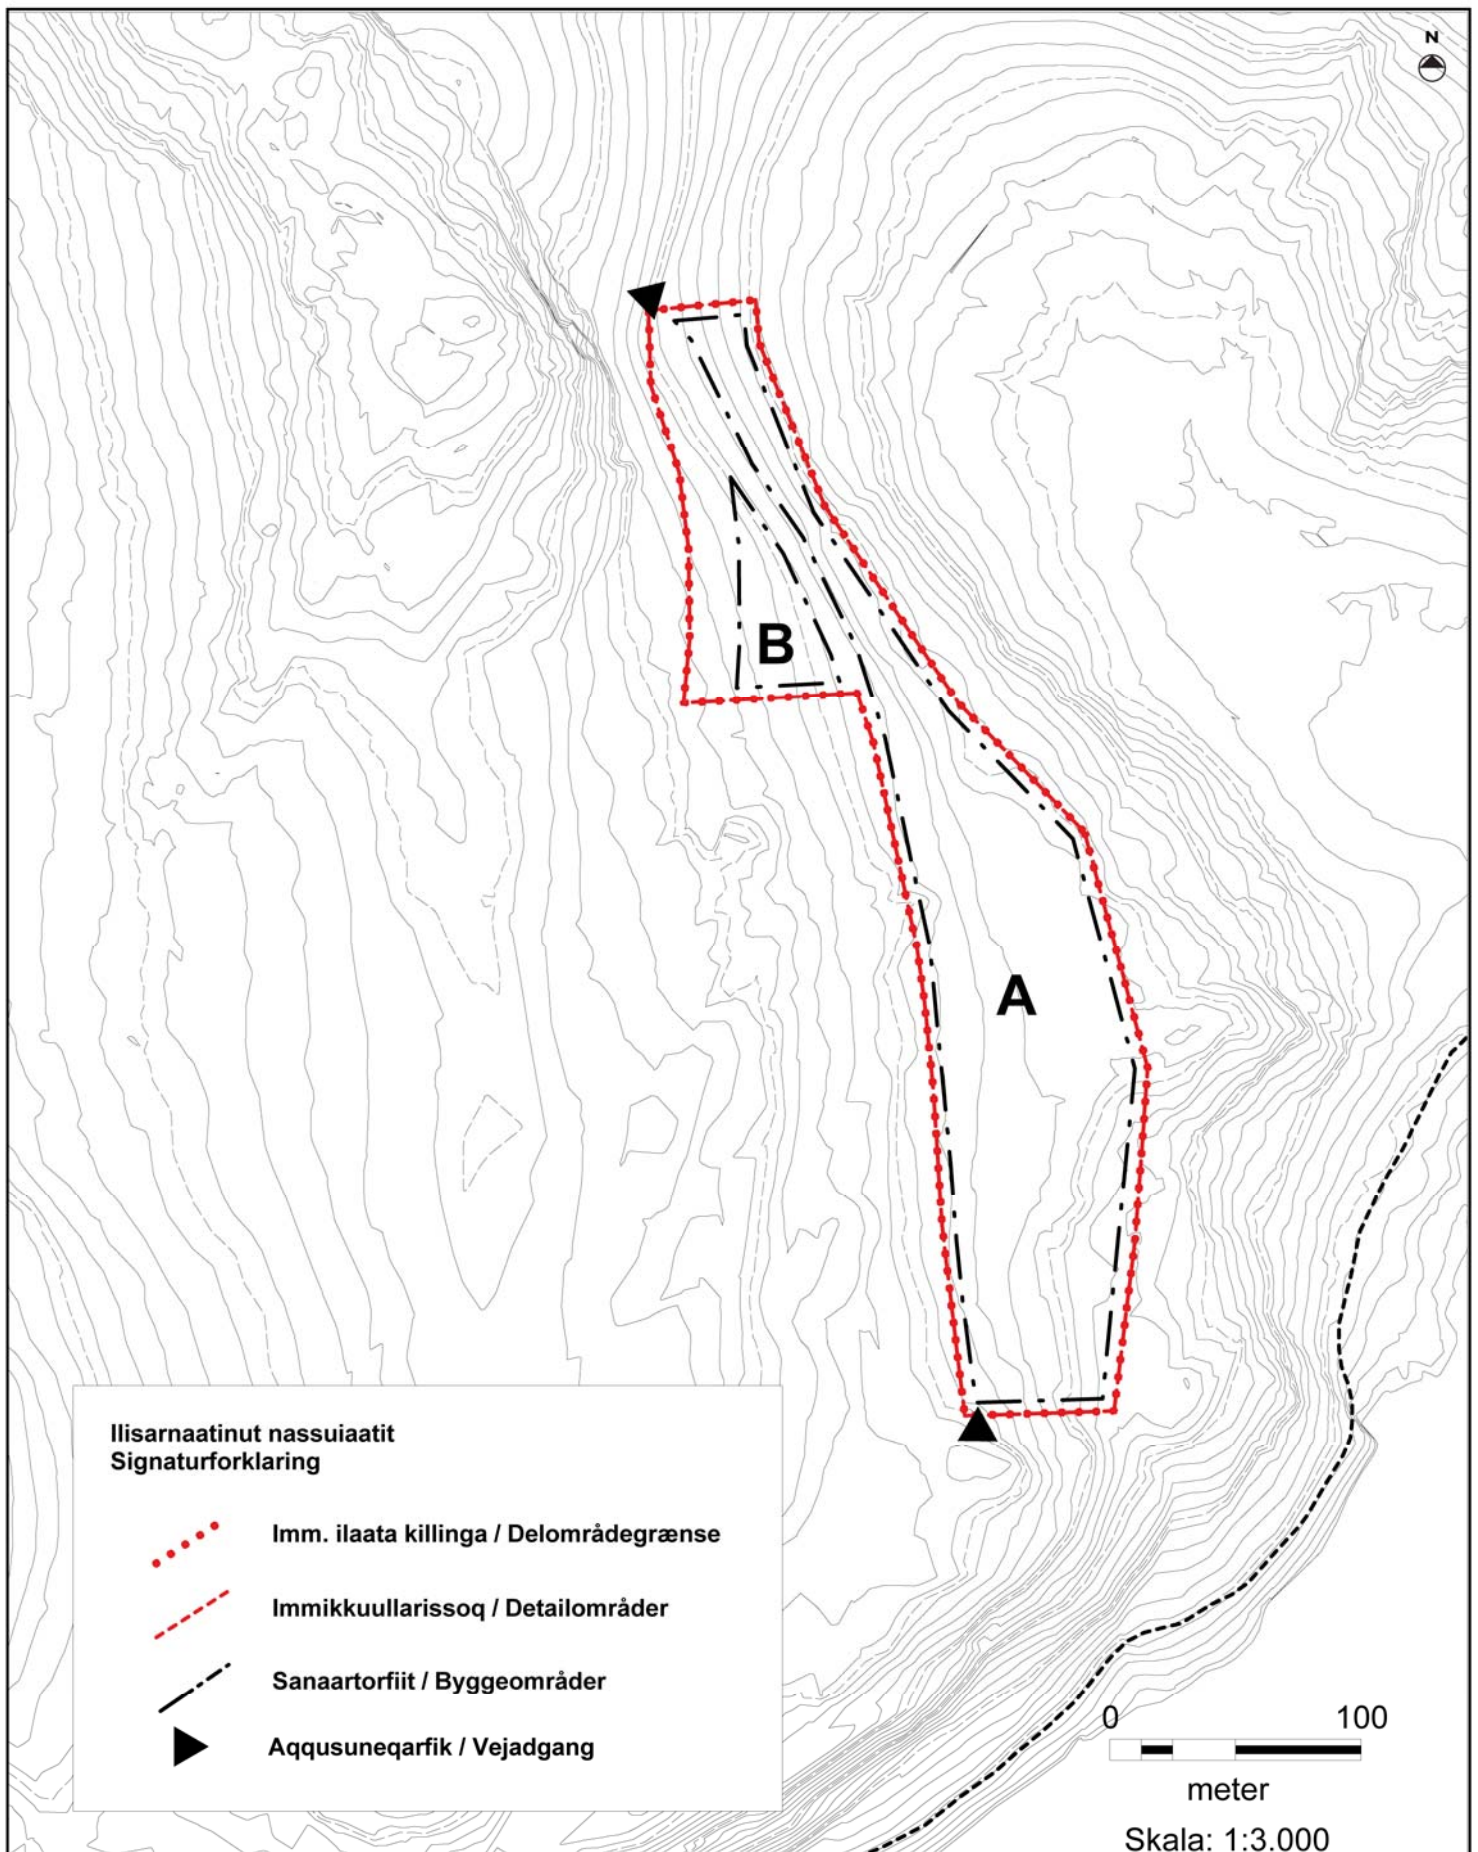 N
B
A
Ilisarnaatinut nassuiaatit
Signaturforklaring
Imm. ilaata killinga / Delområdegrænse
Immikkuullarissoq / Detailområder
Sanaartorfiit / Byggeområder
Aqqusuneqarfik / Vejadgang
0 100
meter
Skala: 1:3.000